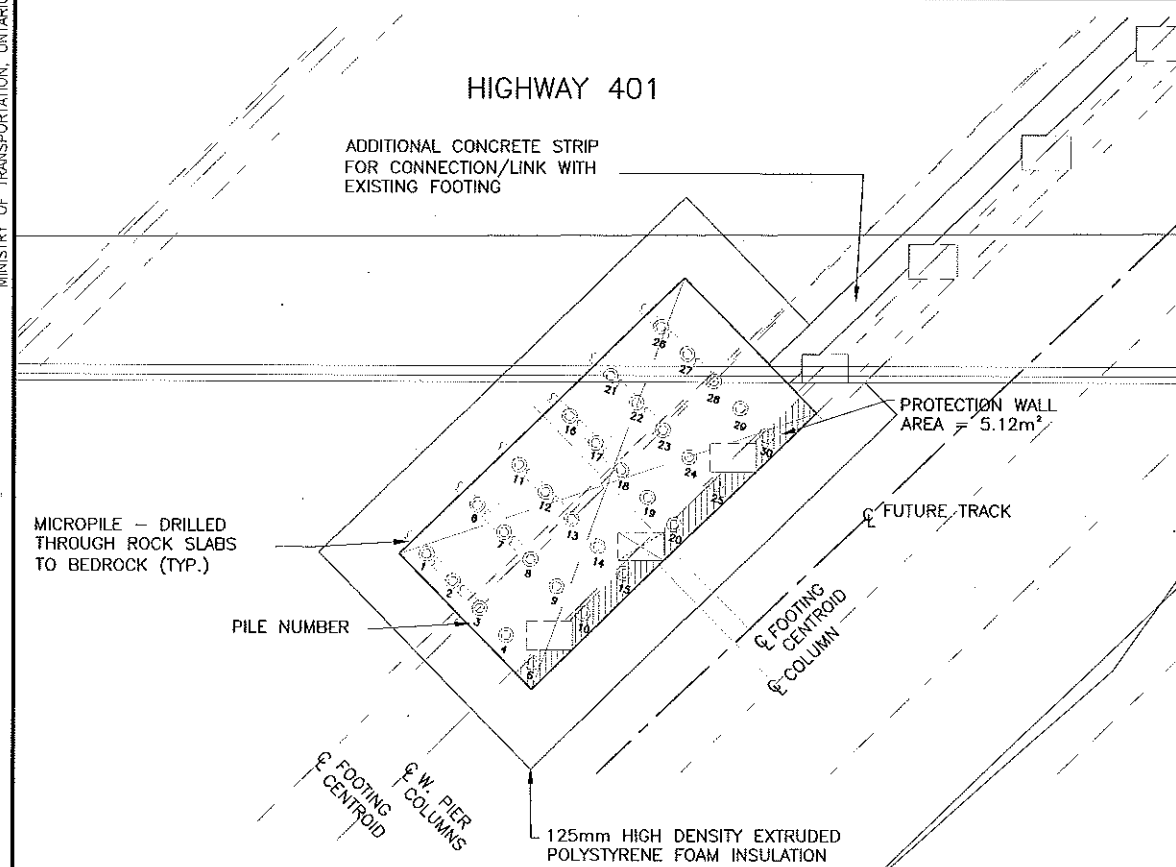 MINISTRY OF TRANSPORTATION, ONTARIO
HIGHWAY 401
ADDITIONAL CONCRETE STRIP
FOR CONNECTION/LINK WITH
EXISTING FOOTING
PROTECTION WALL
AREA = 5.12m²
℄ FUTURE TRACK
MICROPILE – DRILLED
THROUGH ROCK SLABS
TO BEDROCK (TYP.)
PILE NUMBER
26
27
28
29
30
21
22
23
24
25
16
17
18
19
20
11
12
13
14
15
6
7
8
9
10
1
2
3
4
℄ FOOTING
CENTROID
℄ COLUMN
℄ FOOTING
CENTROID
℄ W. PIER
COLUMNS
125mm HIGH DENSITY EXTRUDED
POLYSTYRENE FOAM INSULATION